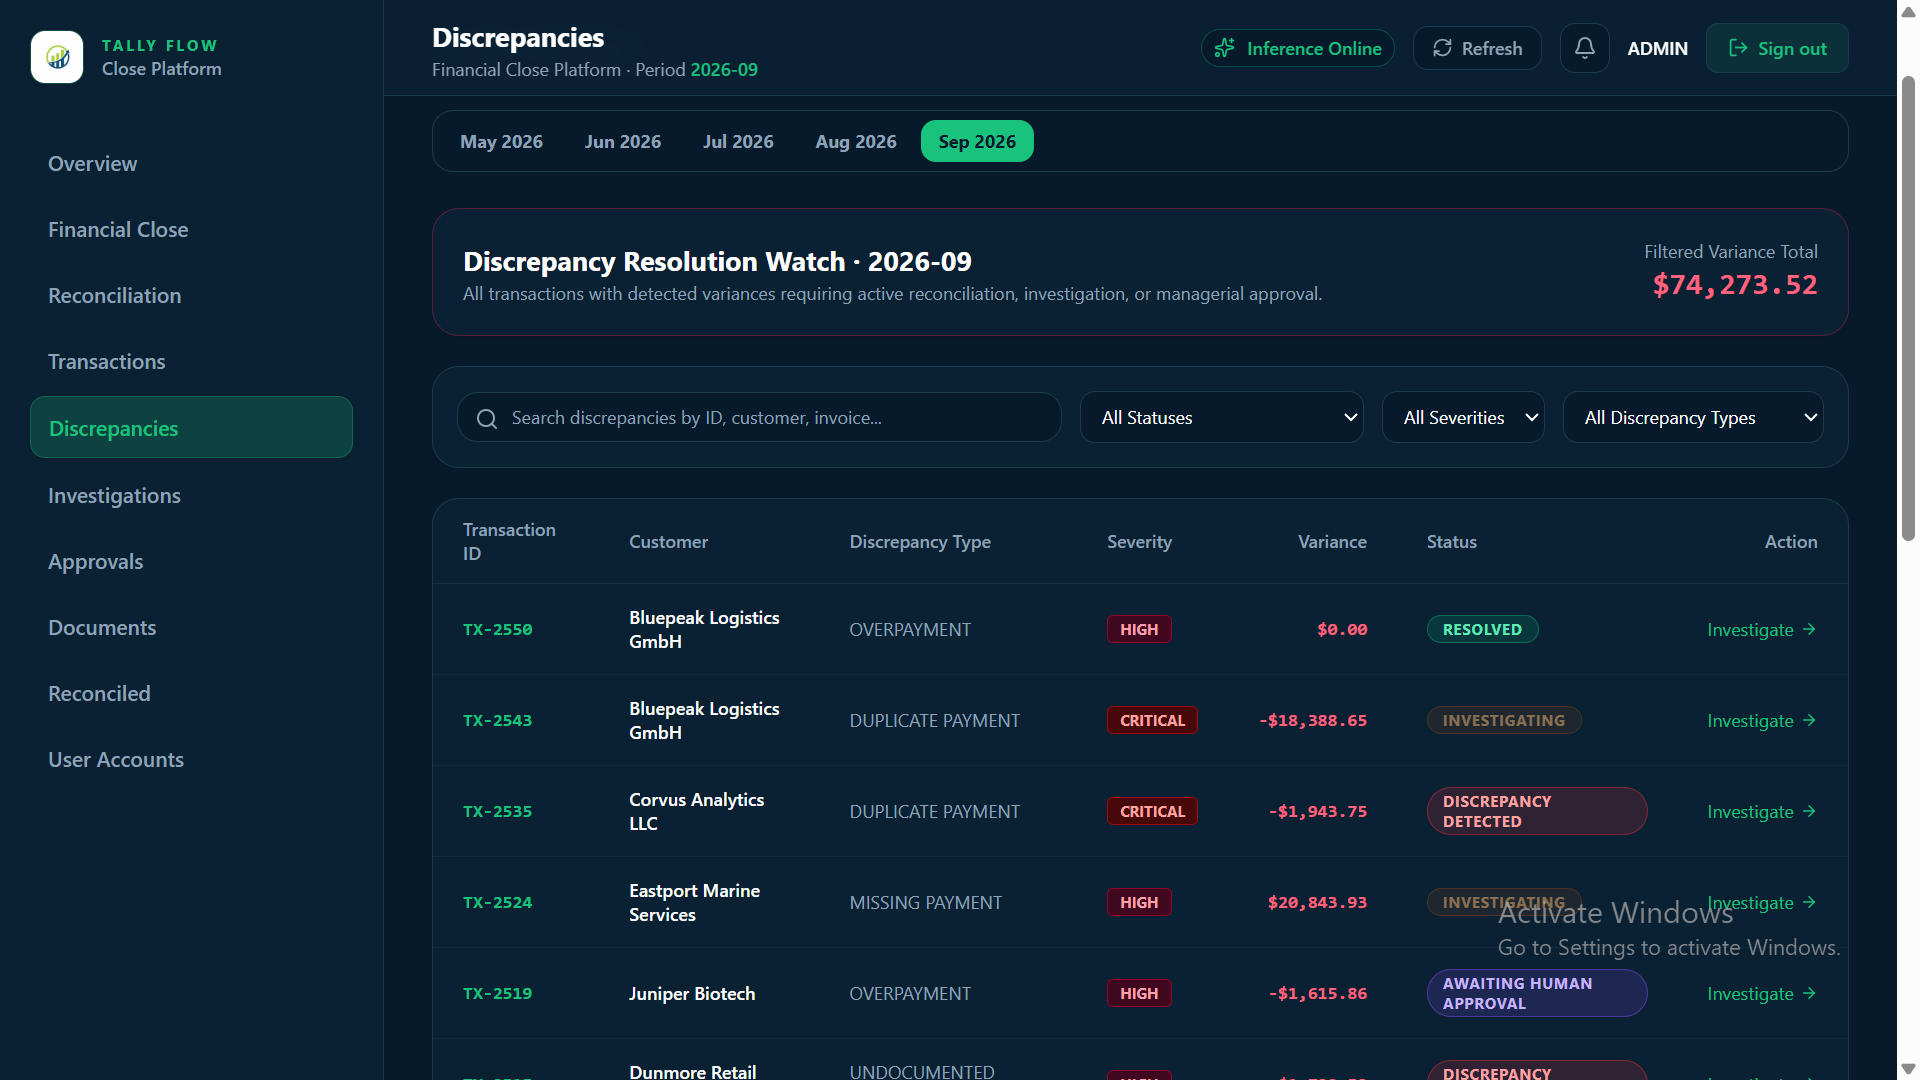 TALLY FLOW
Close Platform
Overview
Financial Close
Reconciliation
Transactions
Discrepancies
Investigations
Approvals
Documents
Reconciled
User Accounts
Discrepancies
Financial Close Platform · Period 2026-09
Inference Online
Refresh
ADMIN
Sign out
May 2026 Jun 2026 Jul 2026 Aug 2026 Sep 2026
Discrepancy Resolution Watch · 2026-09
All transactions with detected variances requiring active reconciliation, investigation, or managerial approval.
Filtered Variance Total
$74,273.52
Search discrepancies by ID, customer, invoice...
All Statuses
All Severities
All Discrepancy Types
Transaction
ID
Customer
Discrepancy Type
Severity
Variance
Status
Action
TX-2550
Bluepeak Logistics
GmbH
OVERPAYMENT
HIGH
$0.00
RESOLVED
Investigate →
TX-2543
Bluepeak Logistics
GmbH
DUPLICATE PAYMENT
CRITICAL
-$18,388.65
INVESTIGATING
Investigate →
TX-2535
Corvus Analytics
LLC
DUPLICATE PAYMENT
CRITICAL
-$1,943.75
DISCREPANCY
DETECTED
Investigate →
TX-2524
Eastport Marine
Services
MISSING PAYMENT
HIGH
$20,843.93
INVESTIGATING
Investigate →
TX-2519
Juniper Biotech
OVERPAYMENT
HIGH
-$1,615.86
AWAITING HUMAN
APPROVAL
Investigate →
Dunmore Retail
UNDOCUMENTED
HIGH
DISCREPANCY
Activate Windows
Go to Settings to activate Windows.